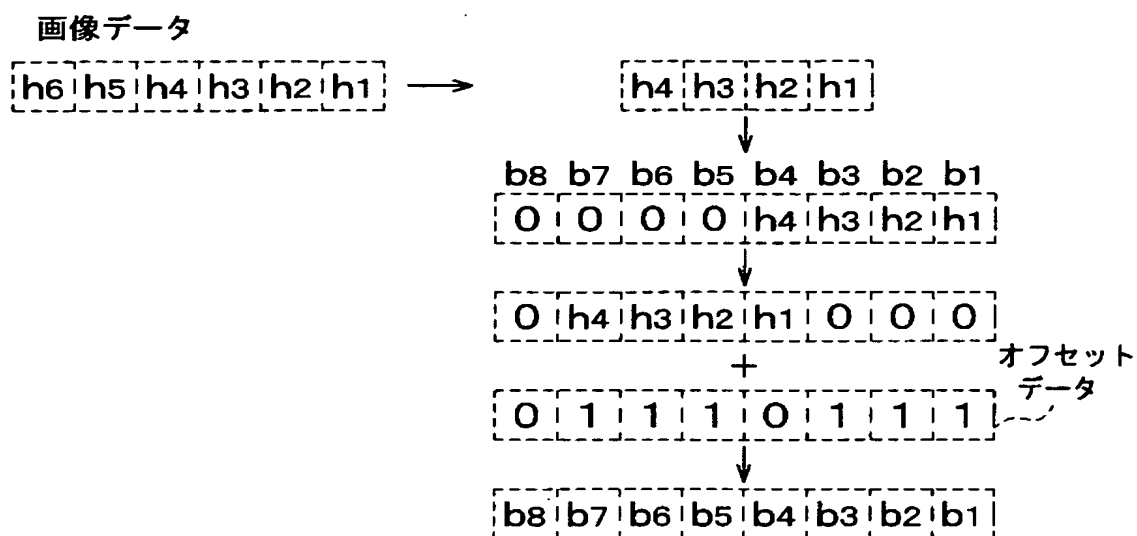 画像データ
h6 h5 h4 h3 h2 h1
h4 h3 h2 h1
b8 b7 b6 b5 b4 b3 b2 b1
0 0 0 0 h4 h3 h2 h1
0 h4 h3 h2 h1 0 0 0
+
オフセット
データ
0 1 1 1 0 1 1 1
b8 b7 b6 b5 b4 b3 b2 b1